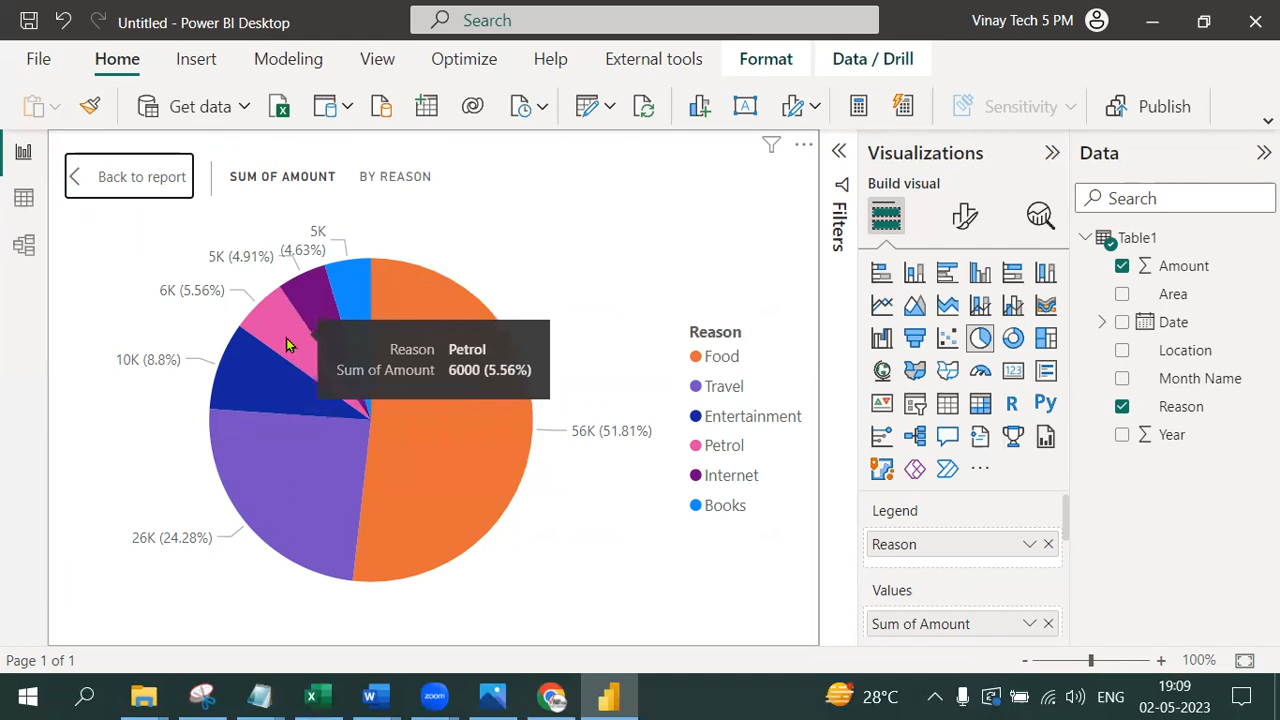 Untitled - Power BI Desktop
Search
Vinay Tech 5 PM
File Home Insert Modeling View Optimize Help External tools Format Data / Drill
Get data
Sensitivity
Publish
Back to report
SUM OF AMOUNT BY REASON
5K (4.63%)
5K (4.91%)
6K (5.56%)
10K (8.8%)
26K (24.28%)
56K (51.81%)
Reason Petrol
Sum of Amount 6000 (5.56%)
Reason
Food
Travel
Entertainment
Petrol
Internet
Books
Filters
Visualizations
Build visual
123
R
Py
Legend
Reason
Values
Sum of Amount
Data
Search
Table1
Amount
Area
Date
Location
Month Name
Reason
Year
Page 1 of 1
100%
zoom
28°C
ENG
19:09
02-05-2023